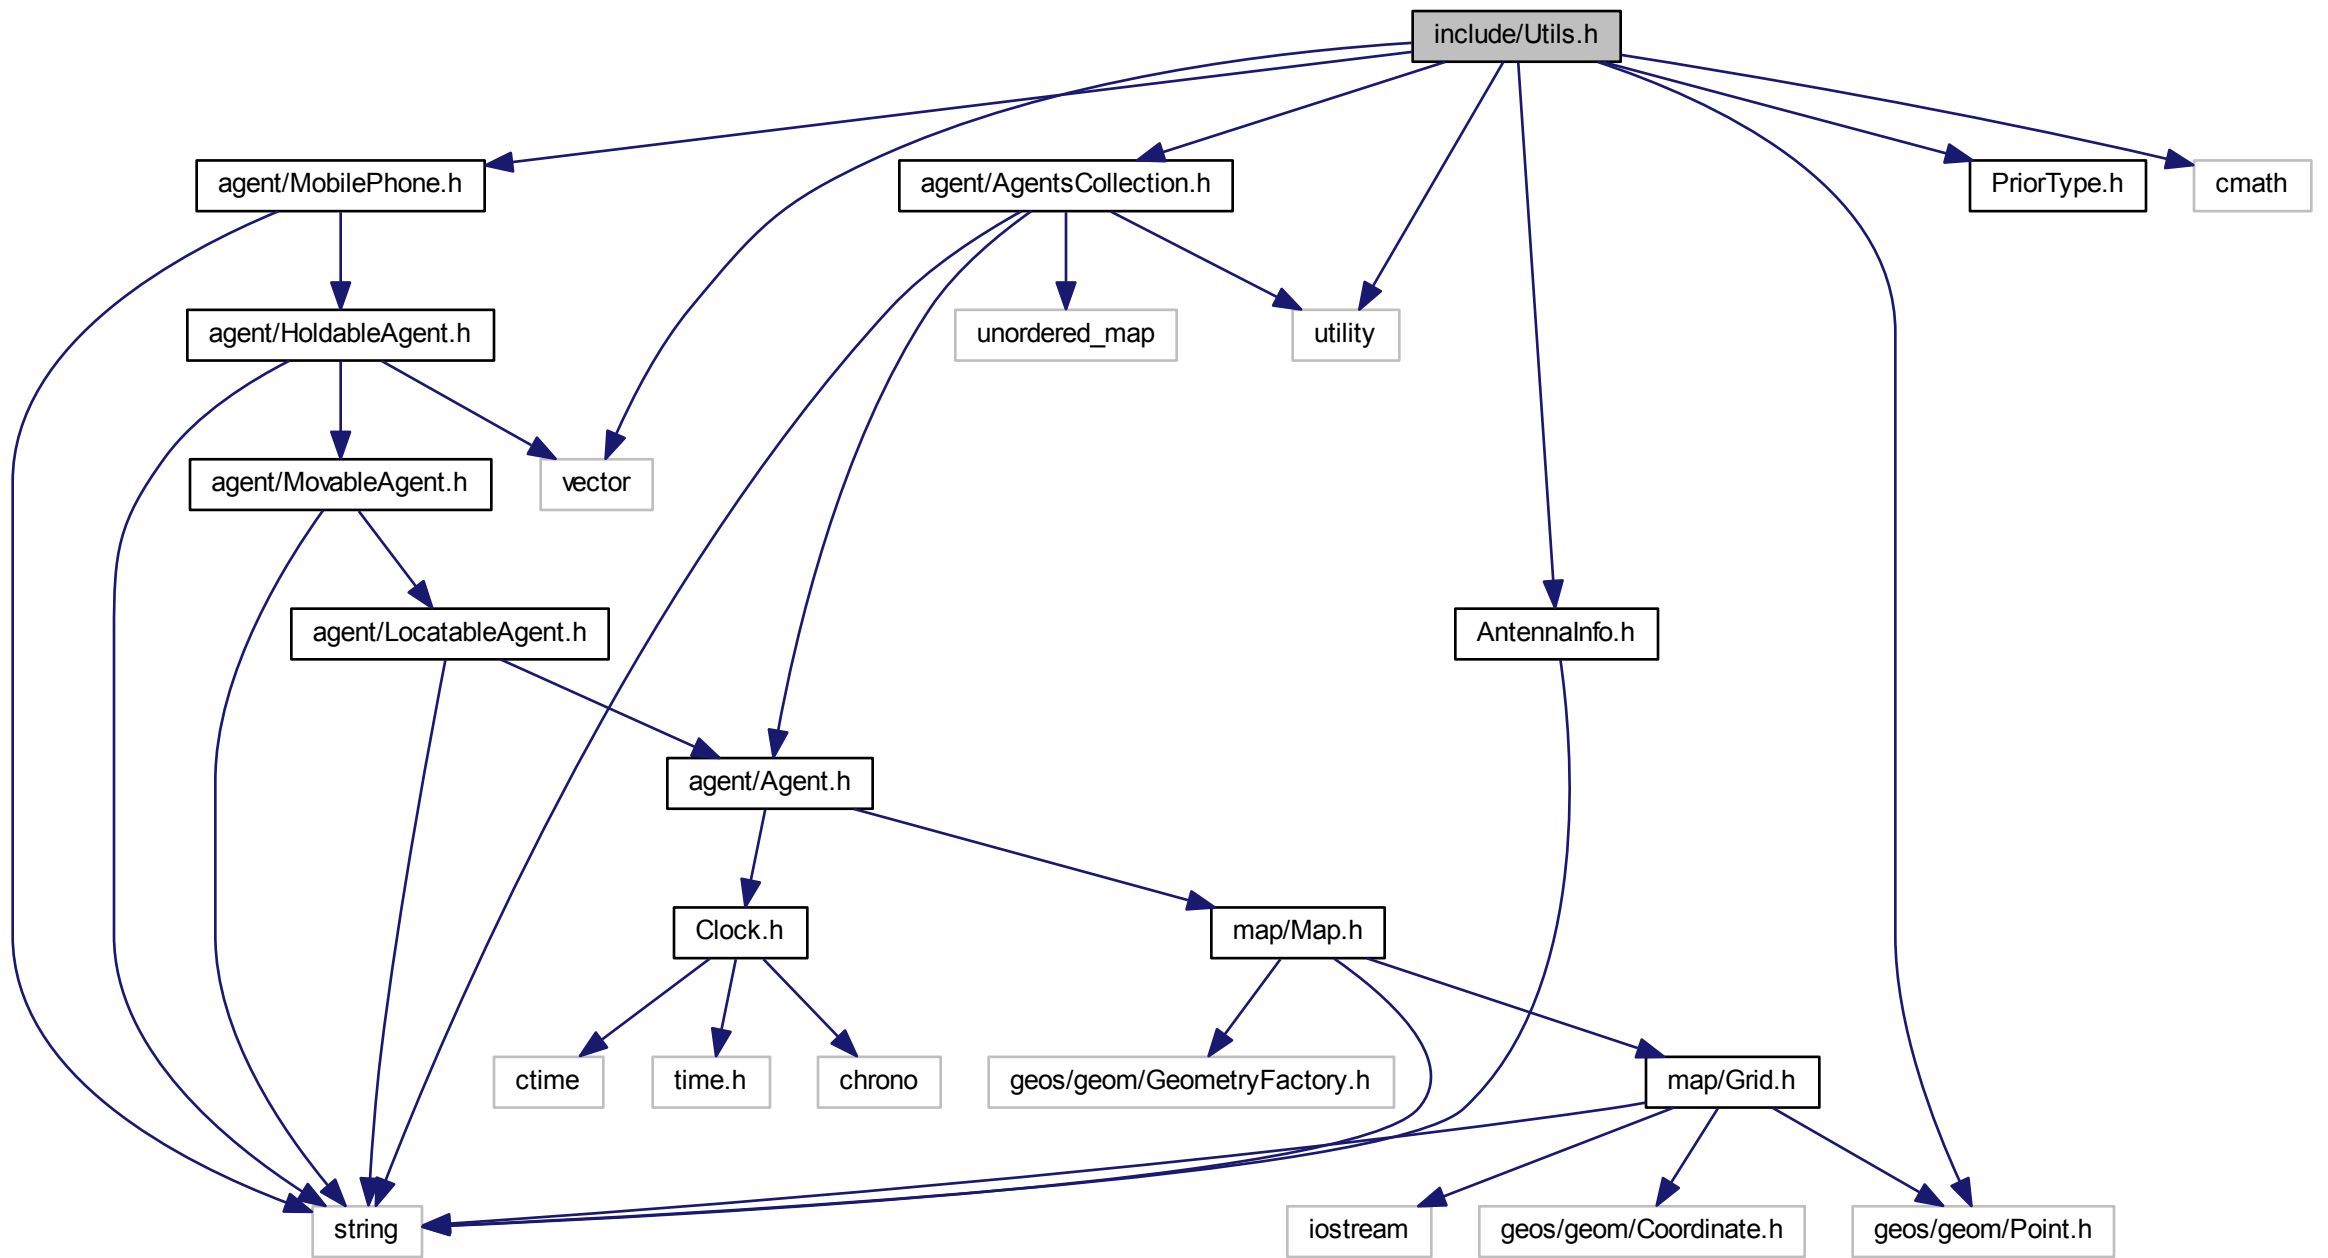 include/Utils.h
agent/MobilePhone.h
agent/AgentsCollection.h
PriorType.h
cmath
agent/HoldableAgent.h
unordered_map
utility
agent/MovableAgent.h
vector
agent/LocatableAgent.h
AntennaInfo.h
agent/Agent.h
Clock.h
map/Map.h
ctime
time.h
chrono
geos/geom/GeometryFactory.h
map/Grid.h
string
iostream
geos/geom/Coordinate.h
geos/geom/Point.h